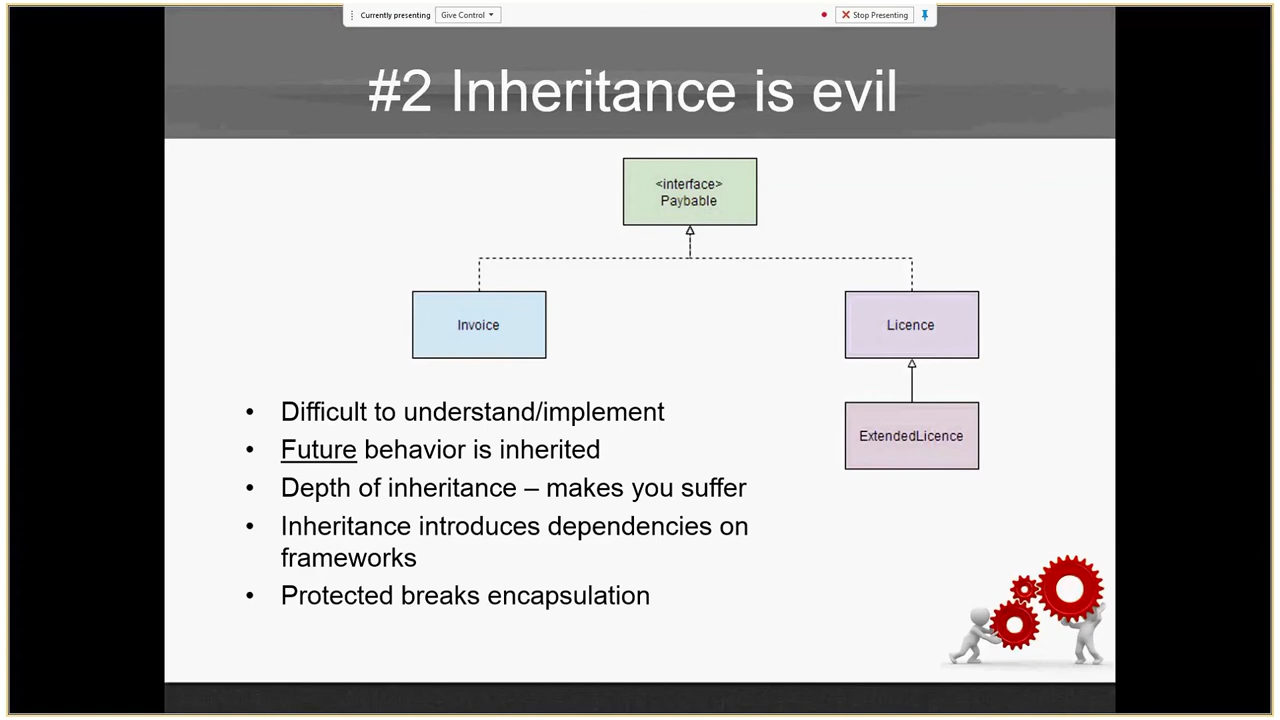 Currently presenting
Give Control
Stop Presenting
#2 Inheritance is evil
<interface>
Paybable
Invoice
Licence
ExtendedLicence
• Difficult to understand/implement
• Future behavior is inherited
• Depth of inheritance – makes you suffer
• Inheritance introduces dependencies on
frameworks
• Protected breaks encapsulation